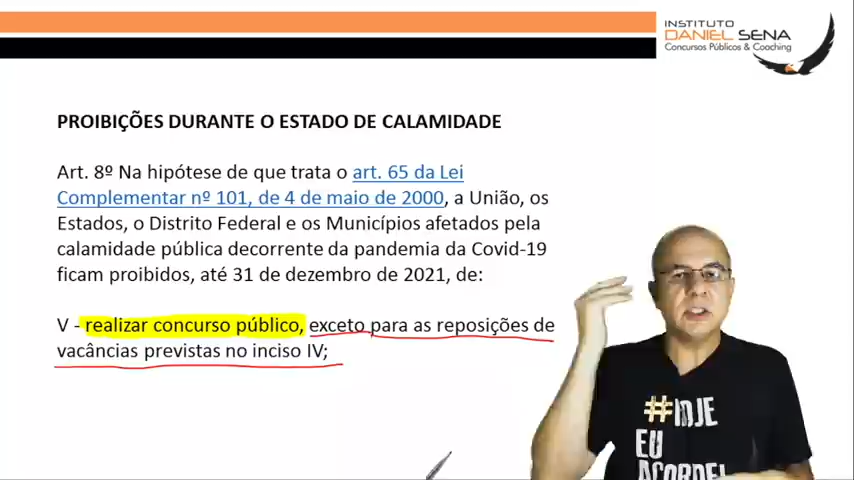 INSTITUTO
DANIEL SENA
Concursos Públicos & Coaching
PROIBIÇÕES DURANTE O ESTADO DE CALAMIDADE
Art. 8º Na hipótese de que trata o art. 65 da Lei
Complementar nº 101, de 4 de maio de 2000, a União, os
Estados, o Distrito Federal e os Municípios afetados pela
calamidade pública decorrente da pandemia da Covid-19
ficam proibidos, até 31 de dezembro de 2021, de:
V - realizar concurso público, exceto para as reposições de
vacâncias previstas no inciso IV;
EU